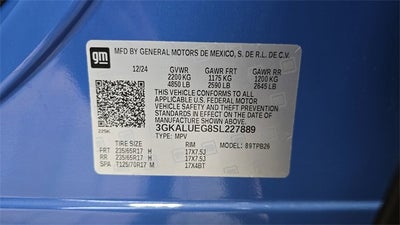 gm
MFD BY GENERAL MOTORS DE MEXICO, S. DE R.L. DE C.V.
12/24 GVWR GAWR FRT GAWR RR
2200 KG 1175 KG 1200 KG
4850 LB 2590 LB 2645 LB
THIS VEHICLE CONFORMS TO ALL
APPLICABLE U.S. FEDERAL MOTOR
VEHICLE SAFETY AND THEFT
PREVENTION STANDARDS IN EFFECT
ON THE DATE OF MANUFACTURE
SHOWN ABOVE.
225K 3GKALUEG8SL227889
TYPE: MPV
TIRE SIZE RIM MODEL: 89TPB26
FRT 235/65R17 H 17X7.5J
RR 235/65R17 H 17X7.5J
SPA T125/70R17 M 17X4BT